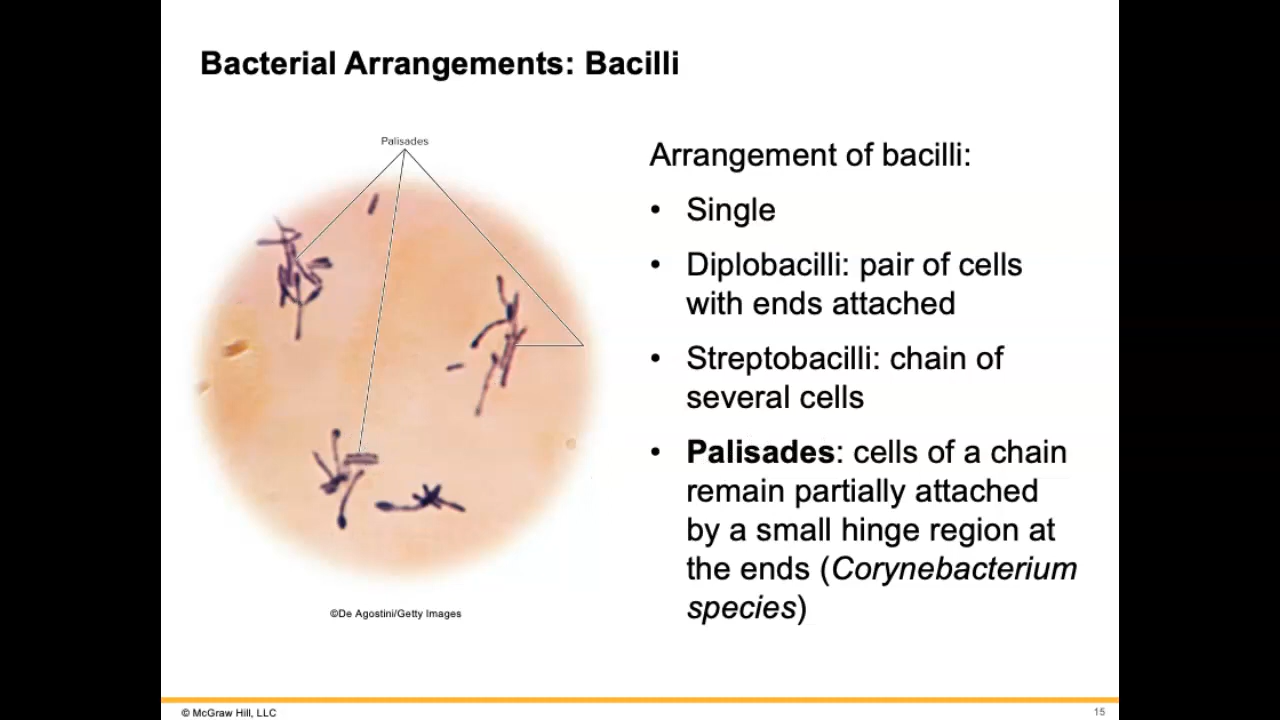 Bacterial Arrangements: Bacilli
Palisades
Arrangement of bacilli:
• Single
• Diplobacilli: pair of cells
with ends attached
• Streptobacilli: chain of
several cells
• Palisades: cells of a chain
remain partially attached
by a small hinge region at
the ends (Corynebacterium
species)
©De Agostini/Getty Images
© McGraw Hill, LLC
15